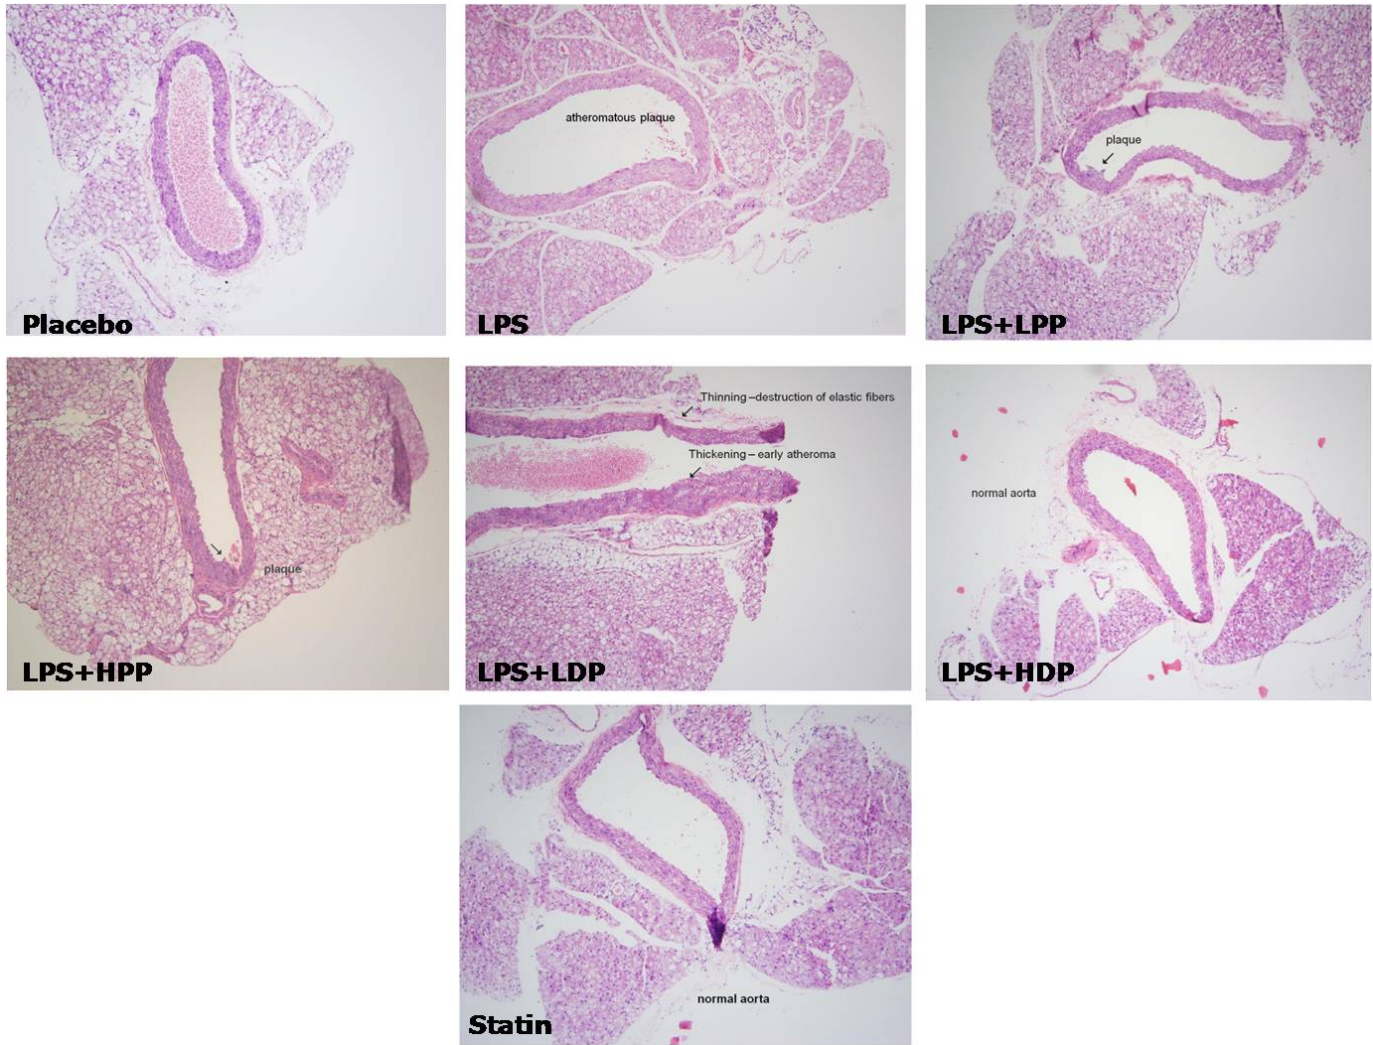 Placebo
atheromatous plaque
LPS
plaque
LPS+LPP
plaque
LPS+HPP
Thinning – destruction of elastic fibers
Thickening – early atheroma
LPS+LDP
normal aorta
LPS+HDP
normal aorta
Statin